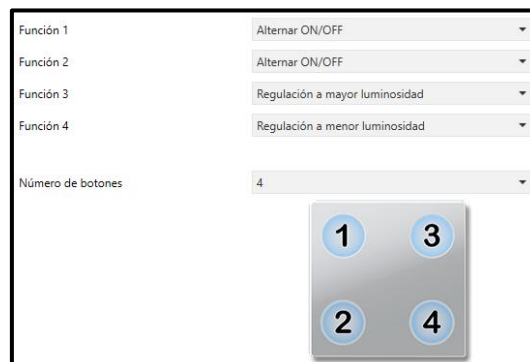 Función 1 Alternar ON/OFF
Función 2 Alternar ON/OFF
Función 3 Regulación a mayor luminosidad
Función 4 Regulación a menor luminosidad
Número de botones 4
1 3
2 4